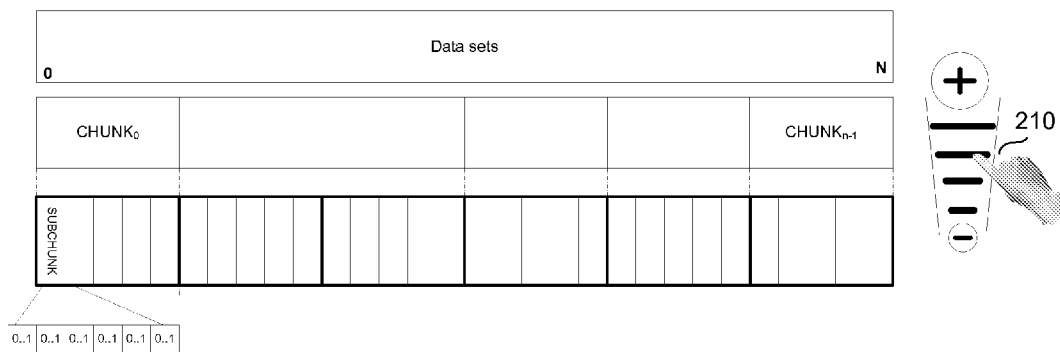 Data sets
0 N
CHUNK₀ CHUNKₙ₋₁
+
210
SUBCHUNK
−
0..1 0..1 0..1 0..1 0..1 0..1